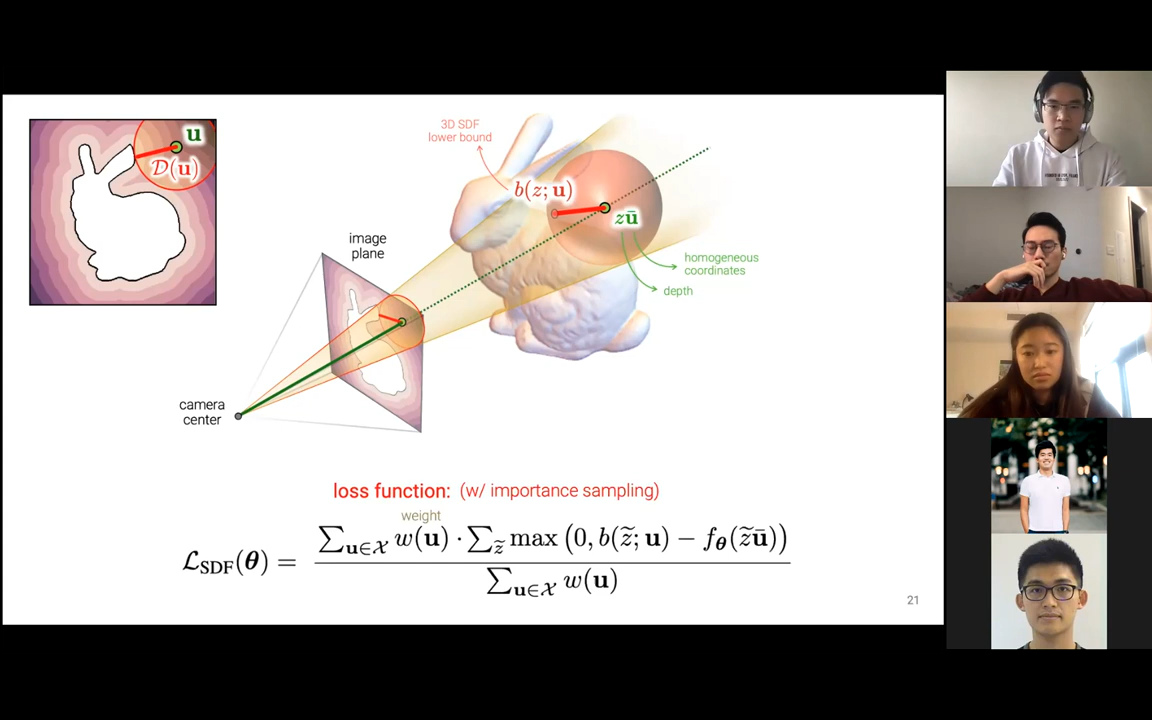 u
D(u)
3D SDF
lower bound
b(z; u)
zū
image
plane
homogeneous
coordinates
depth
camera
center
loss function: (w/ importance sampling)
weight
ℒ_SDF(θ) = ∑_{u∈𝒳} w(u) · ∑_{z̃} max (0, b(z̃; u) − f_θ(z̃ū))
∑_{u∈𝒳} w(u)
21